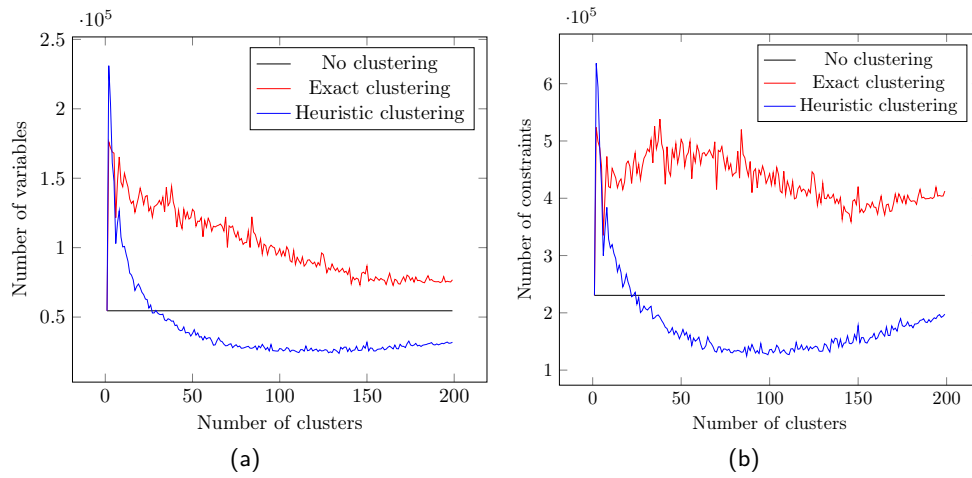 ·10^5
2.5
2
1.5
1
0.5
0
50
100
150
200
Number of variables
Number of clusters
No clustering
Exact clustering
Heuristic clustering
(a)
·10^5
6
5
4
3
2
1
0
50
100
150
200
Number of constraints
Number of clusters
No clustering
Exact clustering
Heuristic clustering
(b)